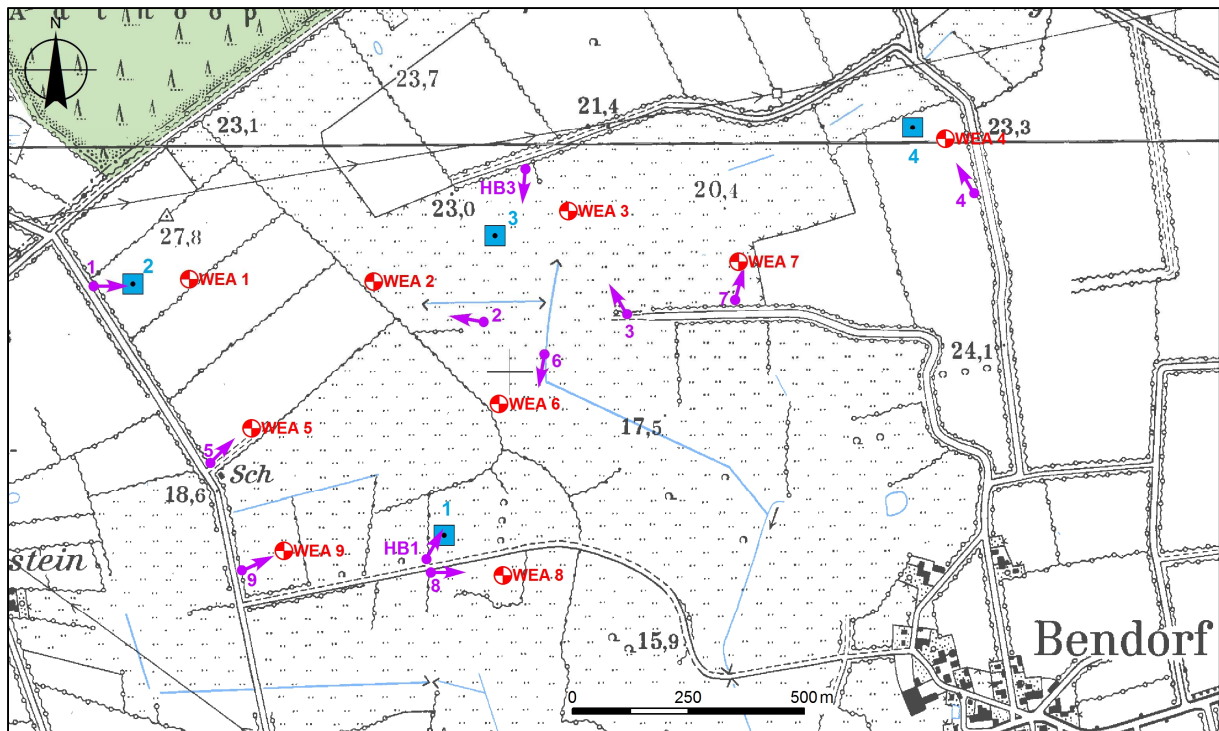 Aalhoop
N
23,7
23,1
21,4
23,3
4
WEA 4
HB3
23,0
3
WEA 3
20,4
4
27,8
1
2
WEA 1
WEA 2
WEA 7
7
2
3
6
24,1
WEA 6
WEA 5
5
Sch
17,5
18,6
1
stein
WEA 9
HB1
9
8
WEA 8
15,9
Bendorf
0 250 500 m